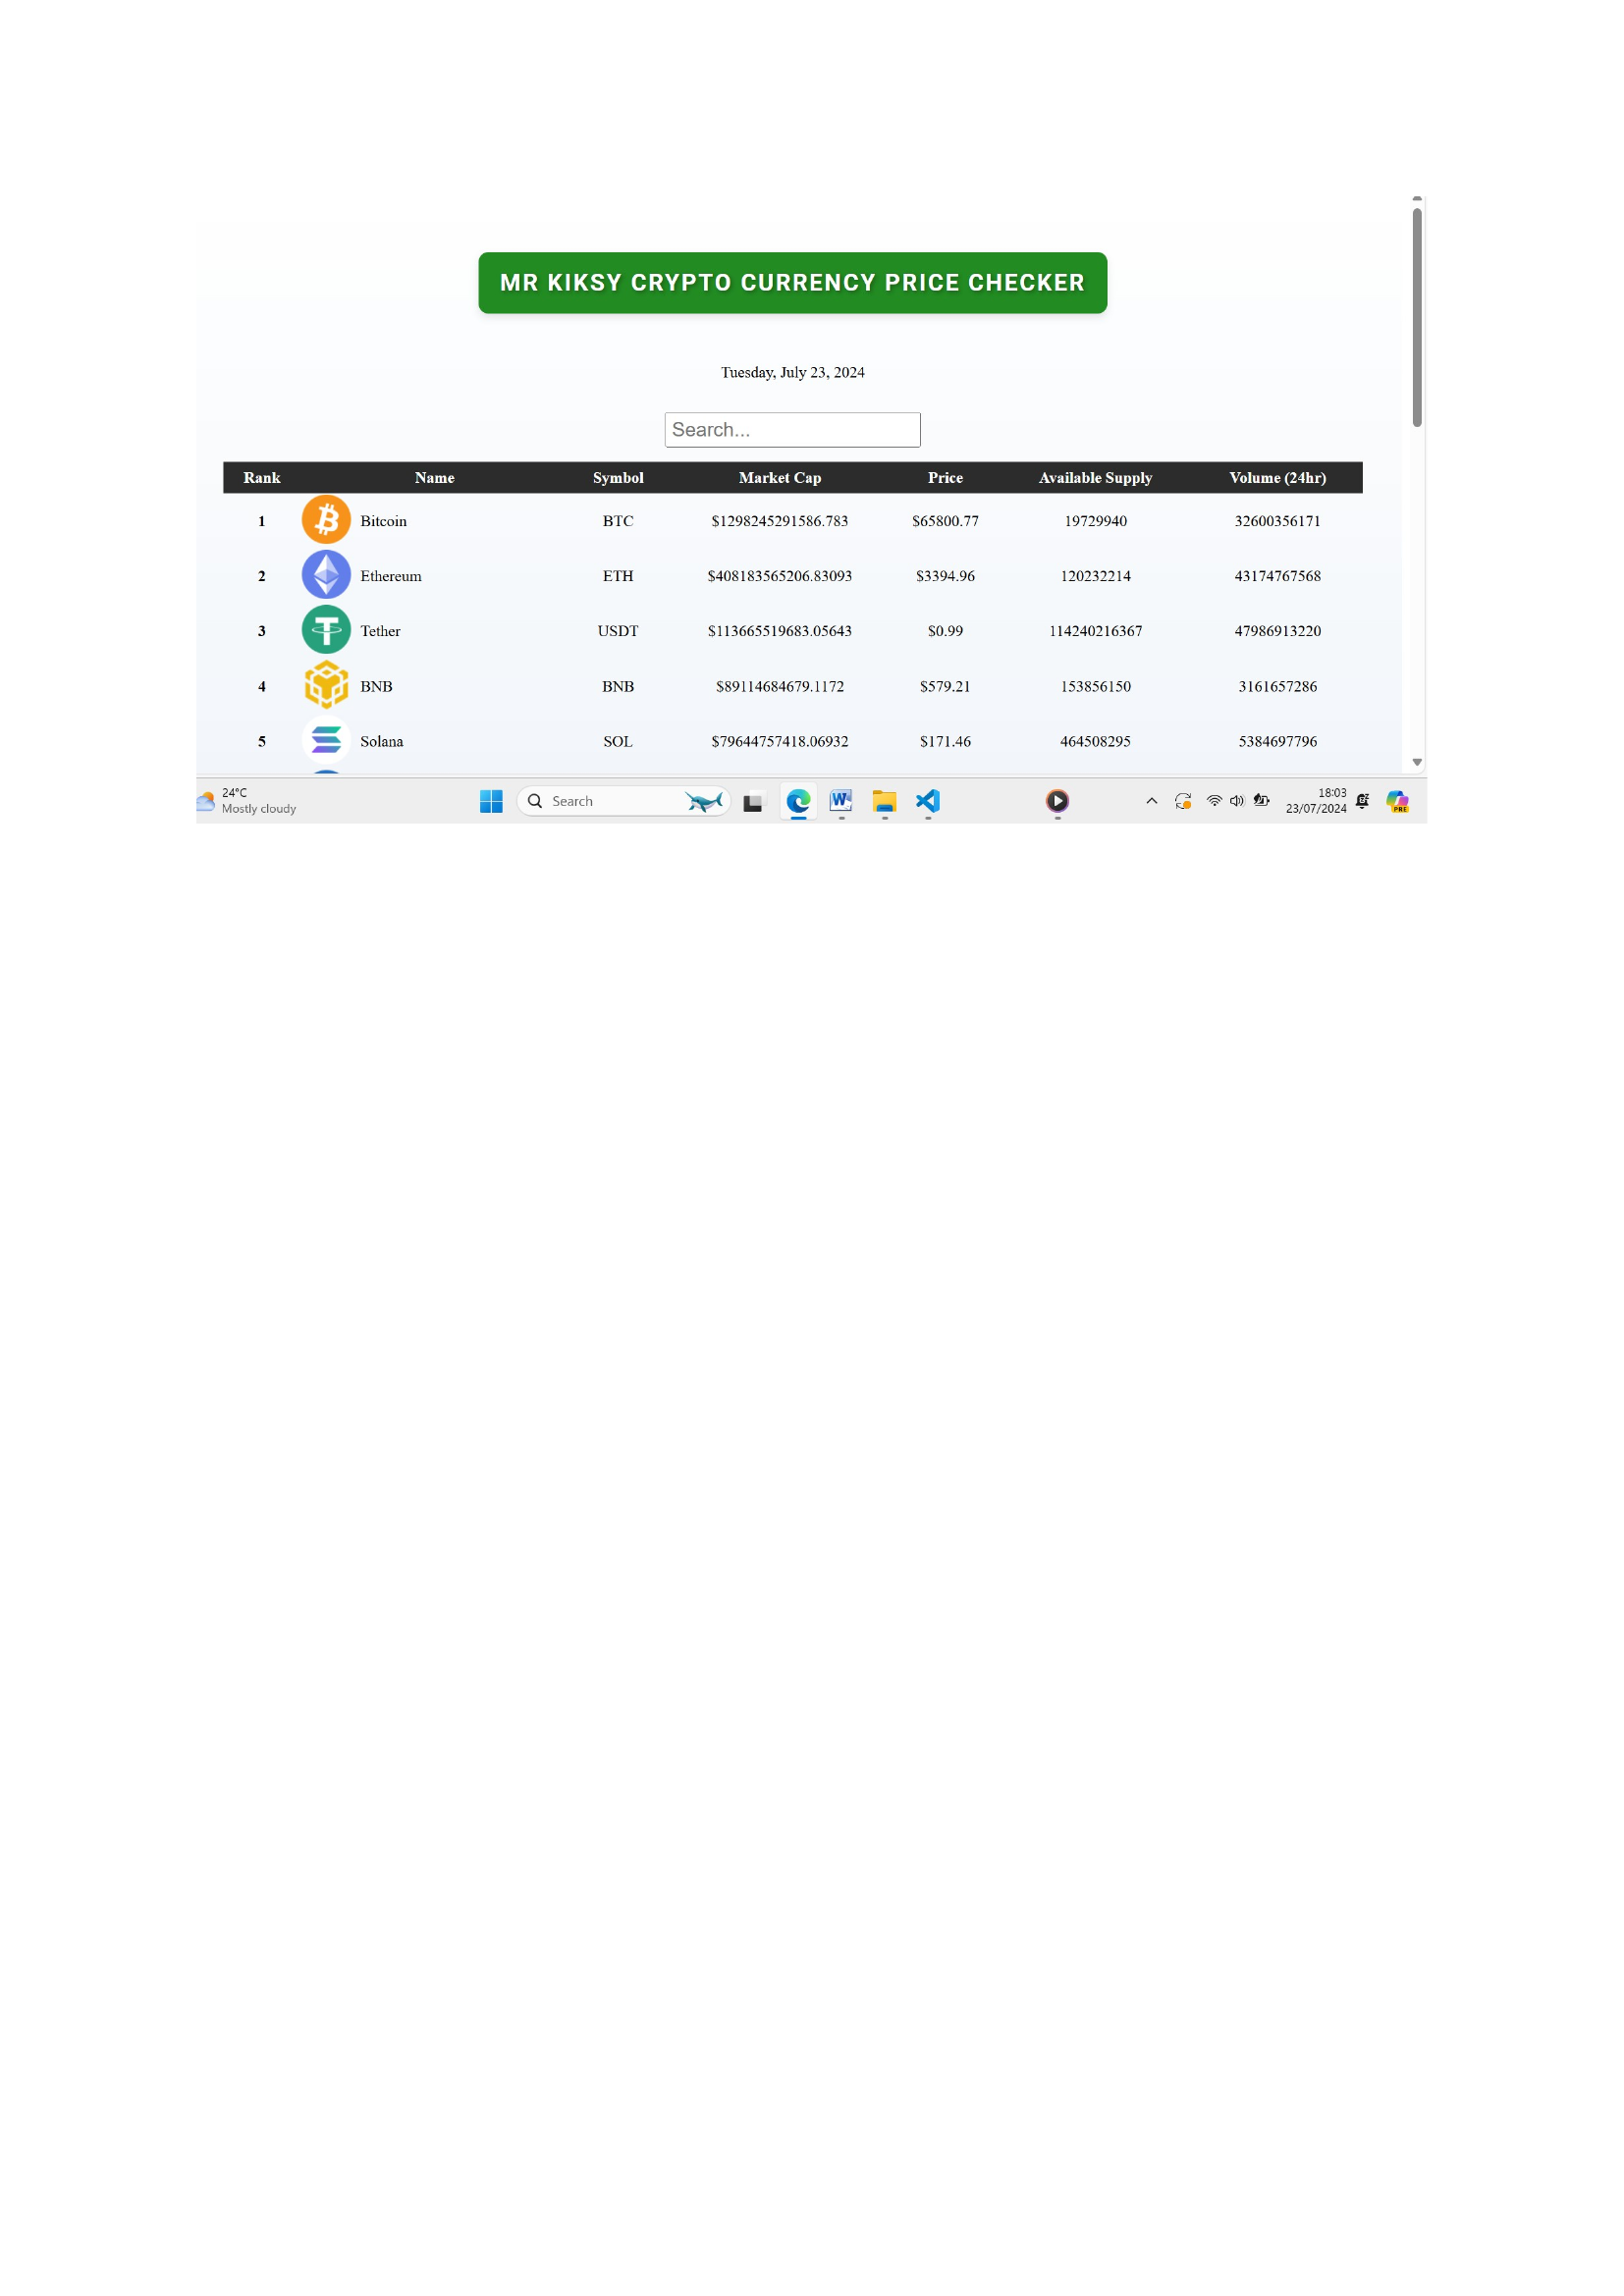 MR KIKSY CRYPTO CURRENCY PRICE CHECKER
Tuesday, July 23, 2024
Search...
Rank Name Symbol Market Cap Price Available Supply Volume (24hr)
1 Bitcoin BTC $1298245291586.783 $65800.77 19729940 32600356171
2 Ethereum ETH $408183565206.83093 $3394.96 120232214 43174767568
3 Tether USDT $113665519683.05643 $0.99 114240216367 47986913220
4 BNB BNB $89114684679.1172 $579.21 153856150 3161657286
5 Solana SOL $79644757418.06932 $171.46 464508295 5384697796
24°C
Mostly cloudy
Search
18:03
23/07/2024
PRE